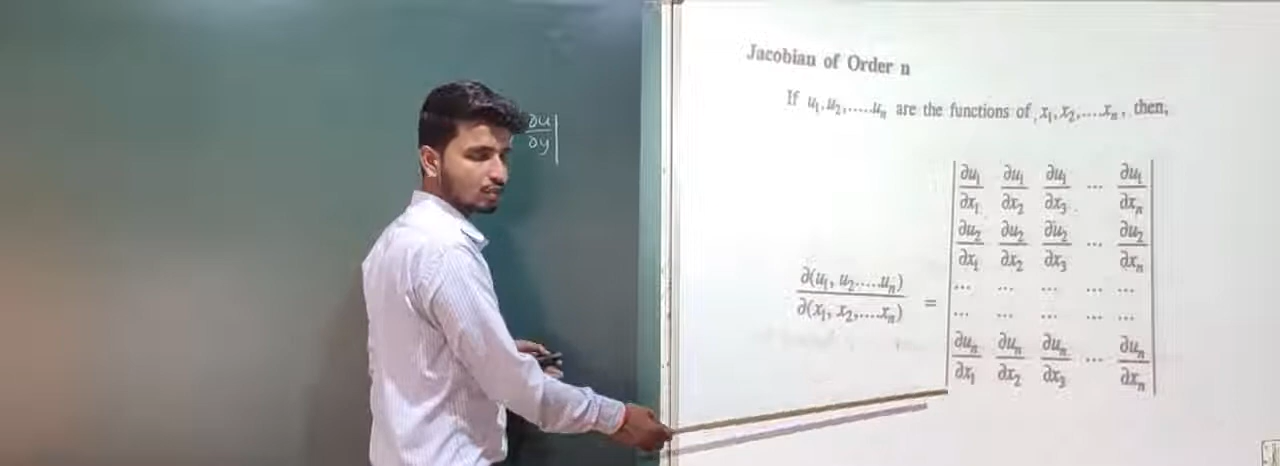 ∂u
∂y
Jacobian of Order n
If u₁, u₂,.....uₙ are the functions of x₁, x₂,....xₙ, then,
∂(u₁, u₂.....uₙ) / ∂(x₁, x₂,....xₙ) =
∂u₁/∂x₁ ∂u₁/∂x₂ ∂u₁/∂x₃ ... ∂u₁/∂xₙ
∂u₂/∂x₁ ∂u₂/∂x₂ ∂u₂/∂x₃ ... ∂u₂/∂xₙ
... ... ... ... ...
... ... ... ... ...
∂uₙ/∂x₁ ∂uₙ/∂x₂ ∂uₙ/∂x₃ ... ∂uₙ/∂xₙ